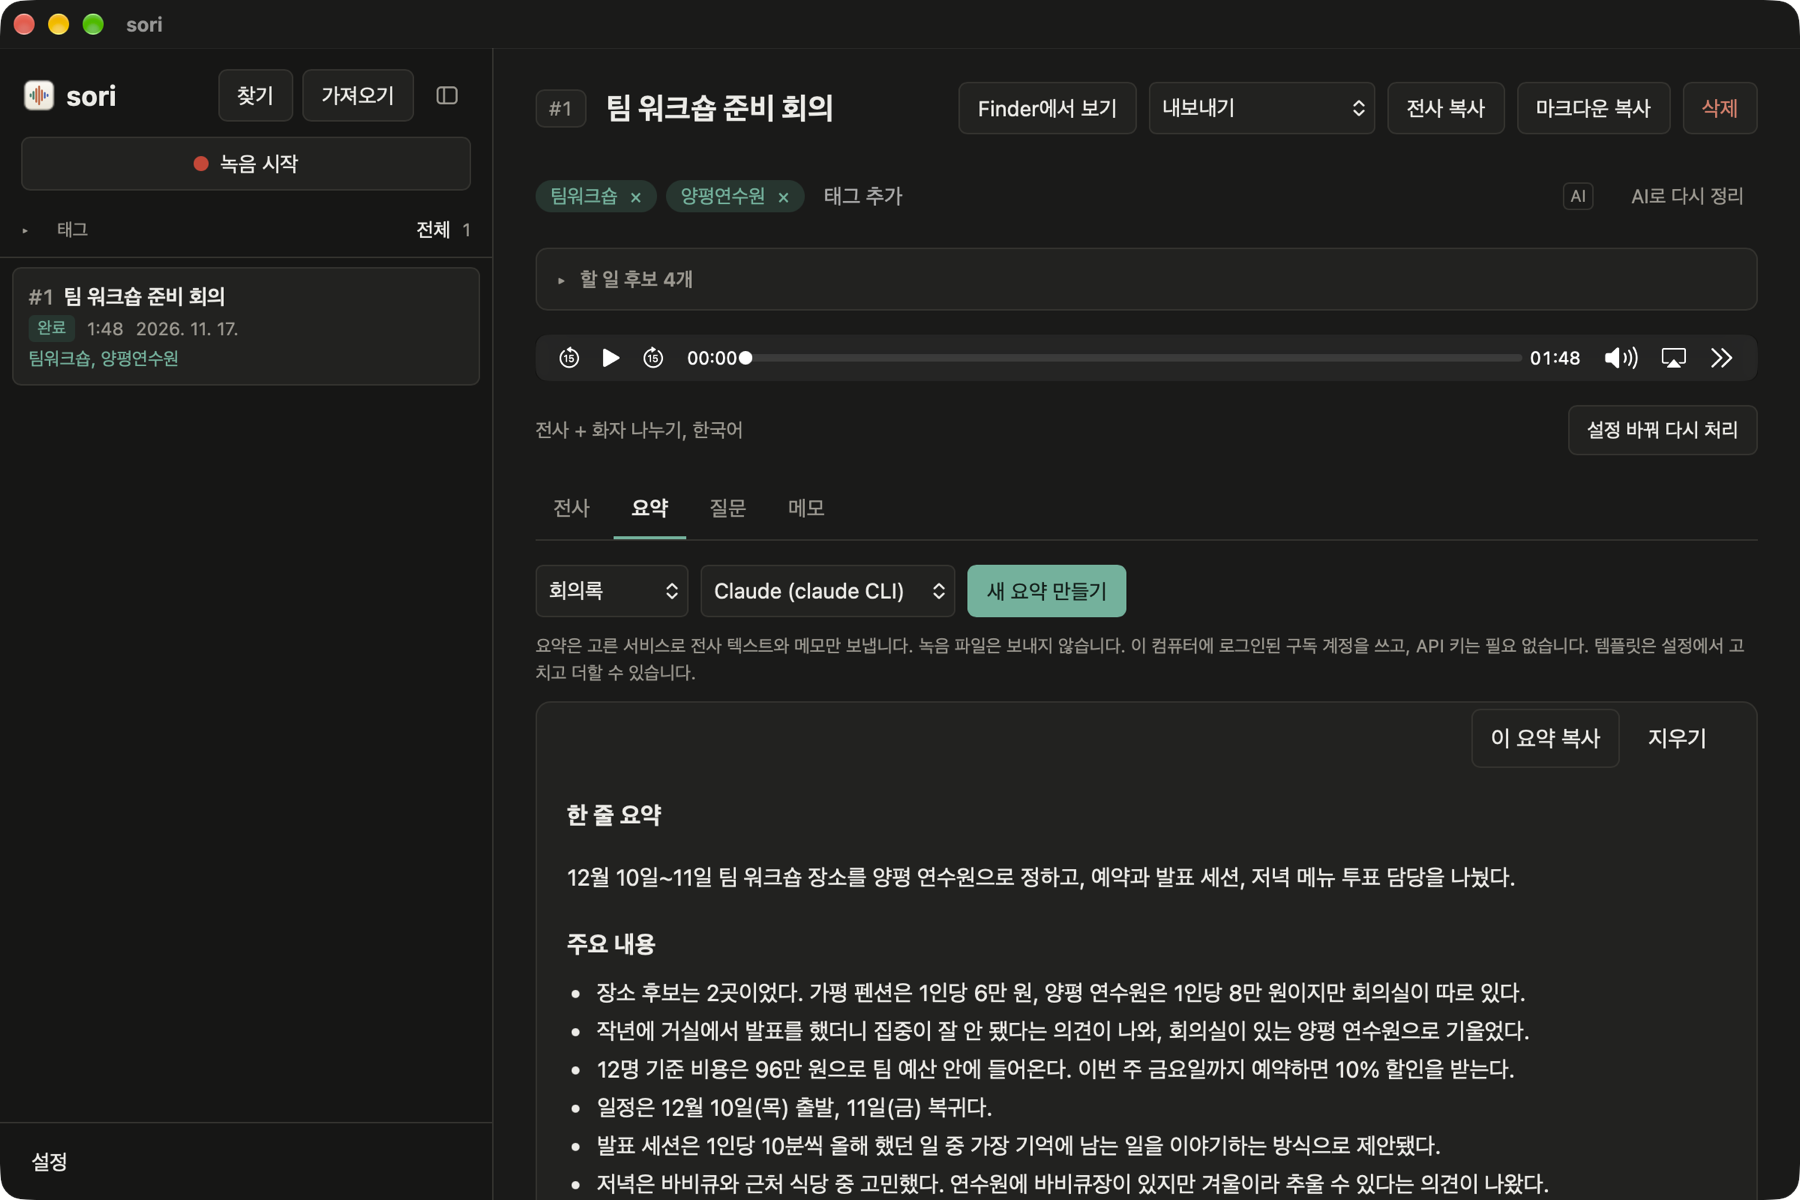 sori
sori
찾기
가져오기
녹음 시작
태그
전체 1
#1 팀 워크숍 준비 회의
완료 1:48 2026. 11. 17.
팀워크숍, 양평연수원
설정
#1 팀 워크숍 준비 회의
Finder에서 보기
내보내기
전사 복사
마크다운 복사
삭제
팀워크숍 ×
양평연수원 ×
태그 추가
AI
AI로 다시 정리
할 일 후보 4개
15
15
00:00
01:48
전사 + 화자 나누기, 한국어
설정 바꿔 다시 처리
전사
요약
질문
메모
회의록
Claude (claude CLI)
새 요약 만들기
요약은 고른 서비스로 전사 텍스트와 메모만 보냅니다. 녹음 파일은 보내지 않습니다. 이 컴퓨터에 로그인된 구독 계정을 쓰고, API 키는 필요 없습니다. 템플릿은 설정에서 고
치고 더할 수 있습니다.
이 요약 복사
지우기
한 줄 요약
12월 10일~11일 팀 워크숍 장소를 양평 연수원으로 정하고, 예약과 발표 세션, 저녁 메뉴 투표 담당을 나눴다.
주요 내용
• 장소 후보는 2곳이었다. 가평 펜션은 1인당 6만 원, 양평 연수원은 1인당 8만 원이지만 회의실이 따로 있다.
• 작년에 거실에서 발표를 했더니 집중이 잘 안 됐다는 의견이 나와, 회의실이 있는 양평 연수원으로 기울었다.
• 12명 기준 비용은 96만 원으로 팀 예산 안에 들어온다. 이번 주 금요일까지 예약하면 10% 할인을 받는다.
• 일정은 12월 10일(목) 출발, 11일(금) 복귀다.
• 발표 세션은 1인당 10분씩 올해 했던 일 중 가장 기억에 남는 일을 이야기하는 방식으로 제안됐다.
• 저녁은 바비큐와 근처 식당 중 고민했다. 연수원에 바비큐장이 있지만 겨울이라 추울 수 있다는 의견이 나왔다.